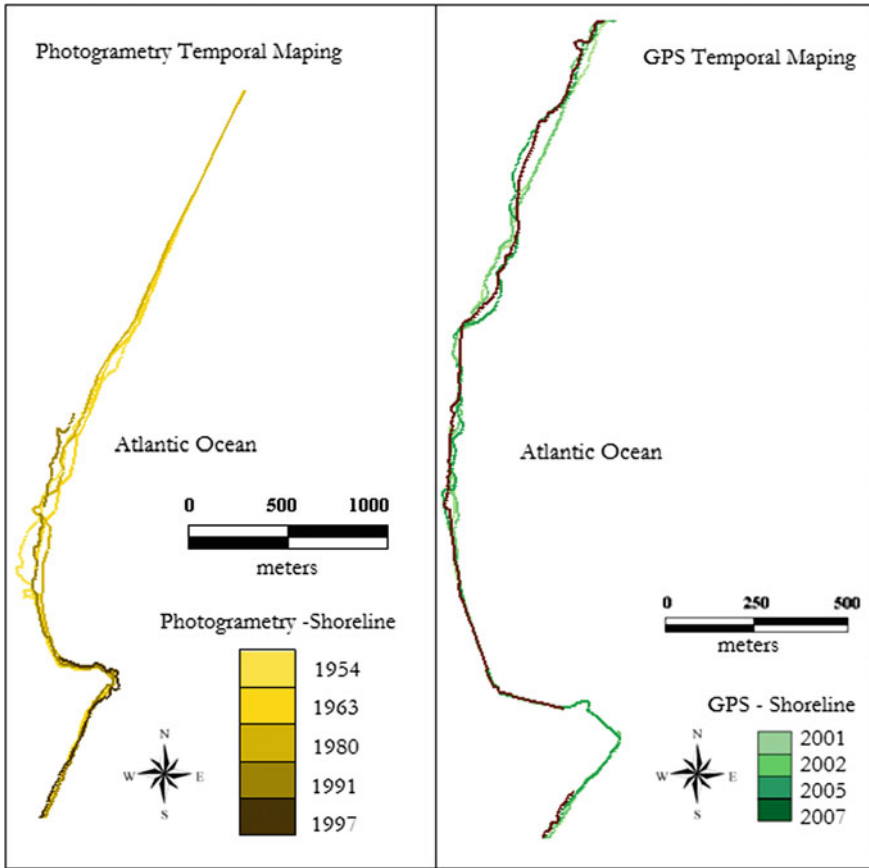 Photogrametry Temporal Maping
Atlantic Ocean
0 500 1000
meters
Photogrametry -Shoreline
1954
1963
1980
1991
1997
N
W E
S
GPS Temporal Maping
Atlantic Ocean
0 250 500
meters
GPS - Shoreline
2001
2002
2005
2007
N
W E
S